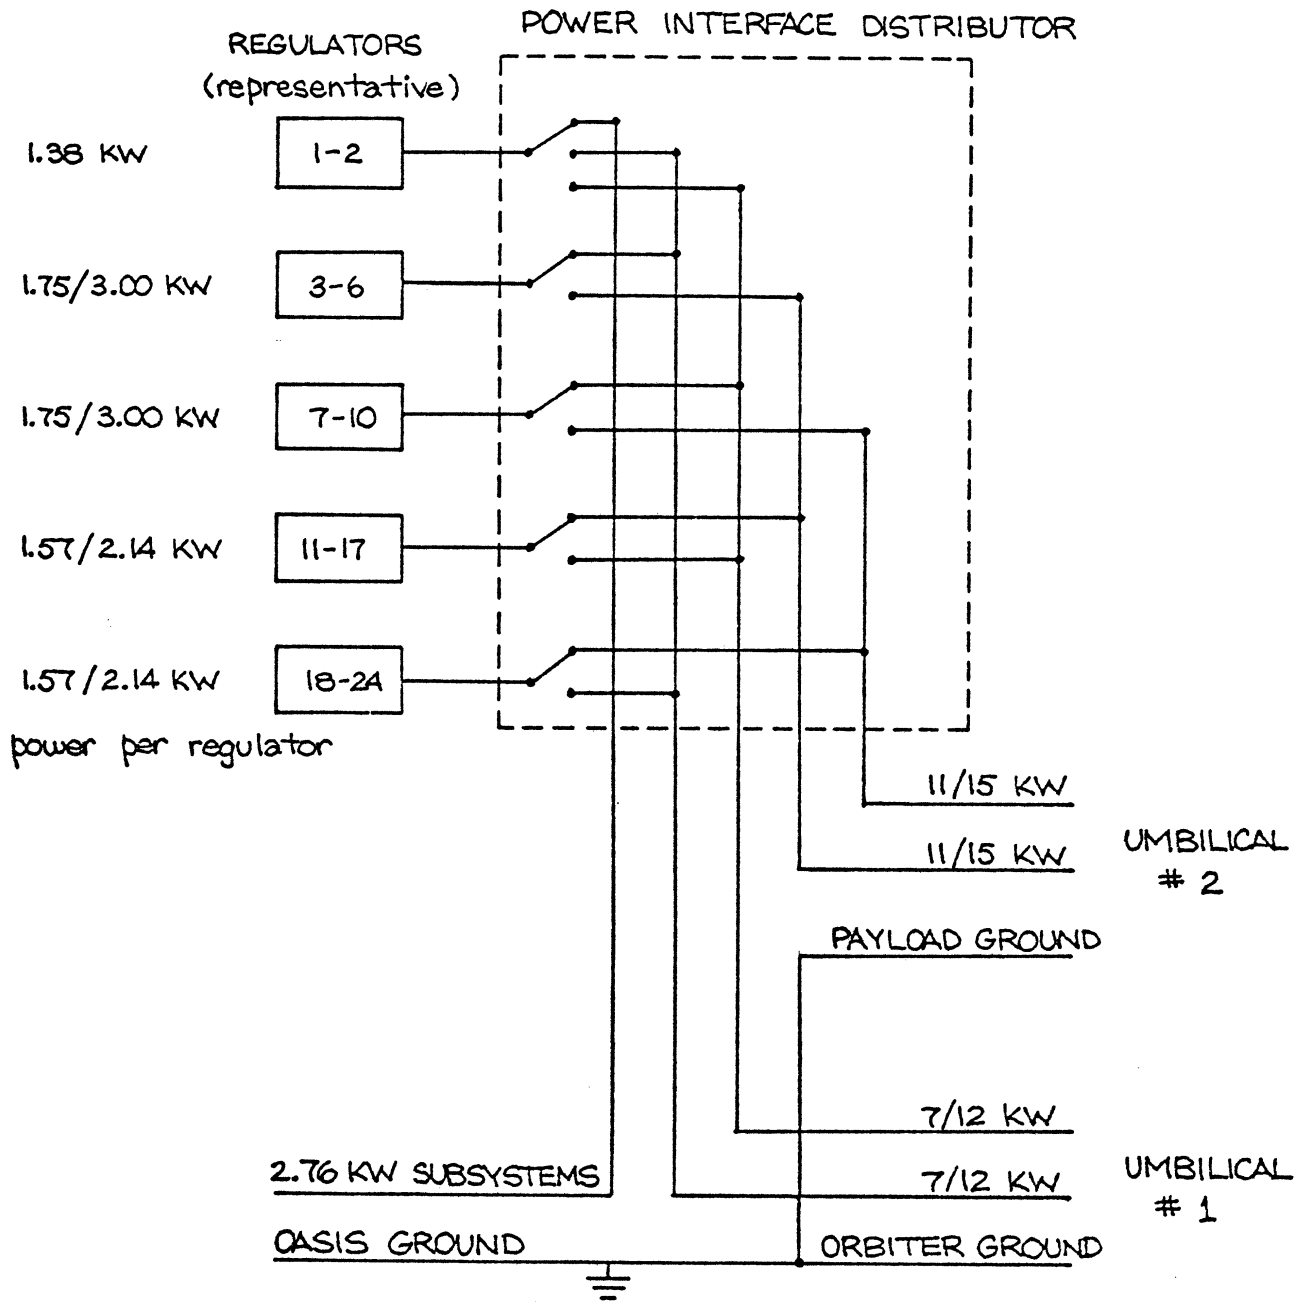 POWER INTERFACE DISTRIBUTOR
REGULATORS
(representative)
1.38 KW
1-2
1.75/3.00 KW
3-6
1.75/3.00 KW
7-10
1.57/2.14 KW
11-17
1.57/2.14 KW
18-24
power per regulator
11/15 KW
11/15 KW
UMBILICAL
# 2
PAYLOAD GROUND
7/12 KW
2.76 KW SUBSYSTEMS
7/12 KW
UMBILICAL
# 1
OASIS GROUND
ORBITER GROUND